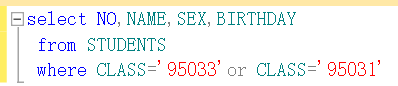 select NO,NAME,SEX,BIRTHDAY
from STUDENTS
where CLASS='95033'or CLASS='95031'